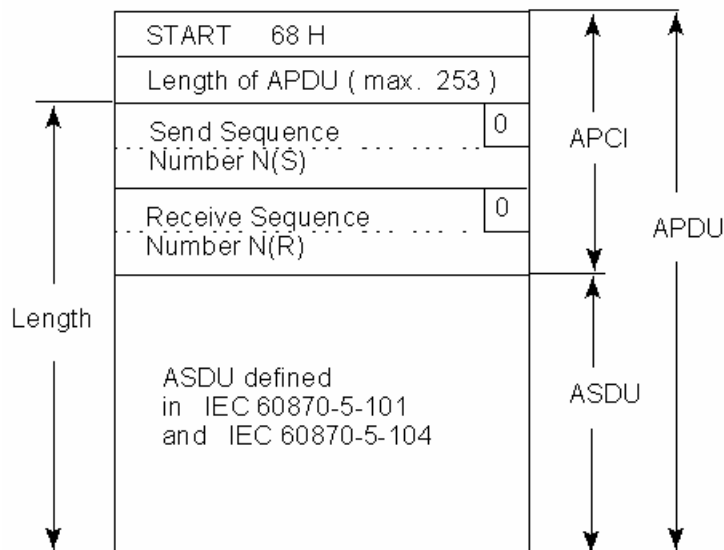 START 68 H
Length of APDU ( max. 253 )
Send Sequence
0
Number N(S)
Receive Sequence
0
Number N(R)
ASDU defined
in IEC 60870-5-101
and IEC 60870-5-104
Length
APCI
ASDU
APDU